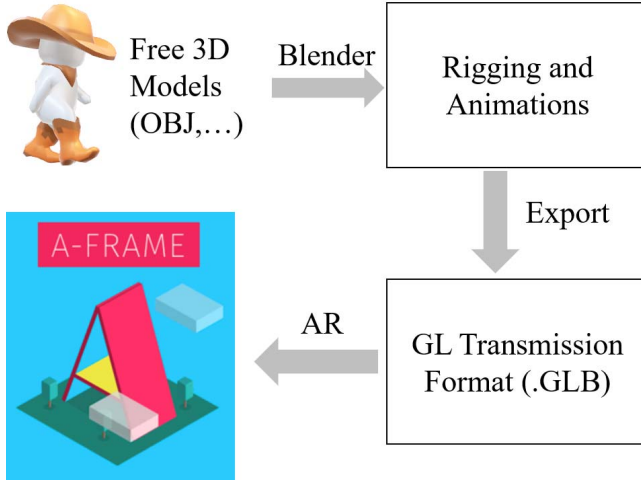 Free 3D
Models
(OBJ,…)
Blender
Rigging and
Animations
Export
A-FRAME
AR
GL Transmission
Format (.GLB)